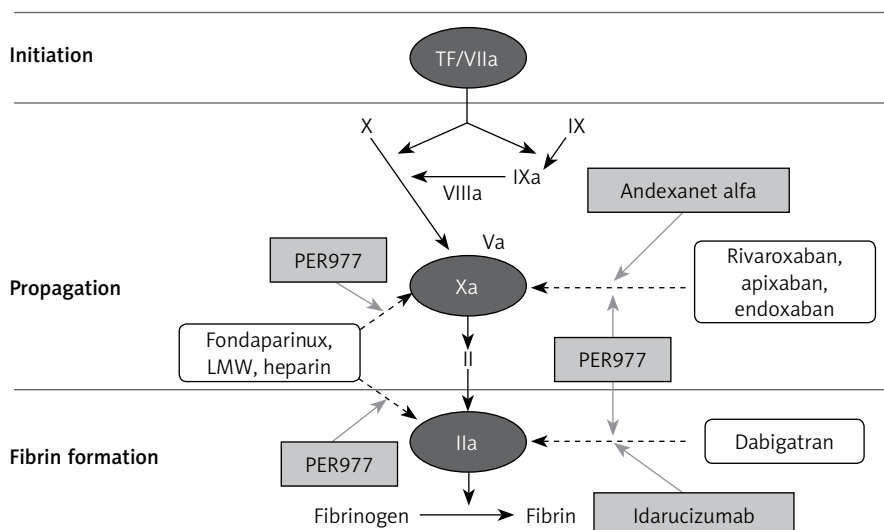 Initiation
TF/VIIa
X
IX
IXa
VIIIa
Andexanet alfa
Va
PER977
Rivaroxaban,
apixaban,
endoxaban
Propagation
Xa
Fondaparinux,
LMW, heparin
II
PER977
IIa
Dabigatran
Fibrin formation
PER977
Fibrinogen
Fibrin
Idarucizumab